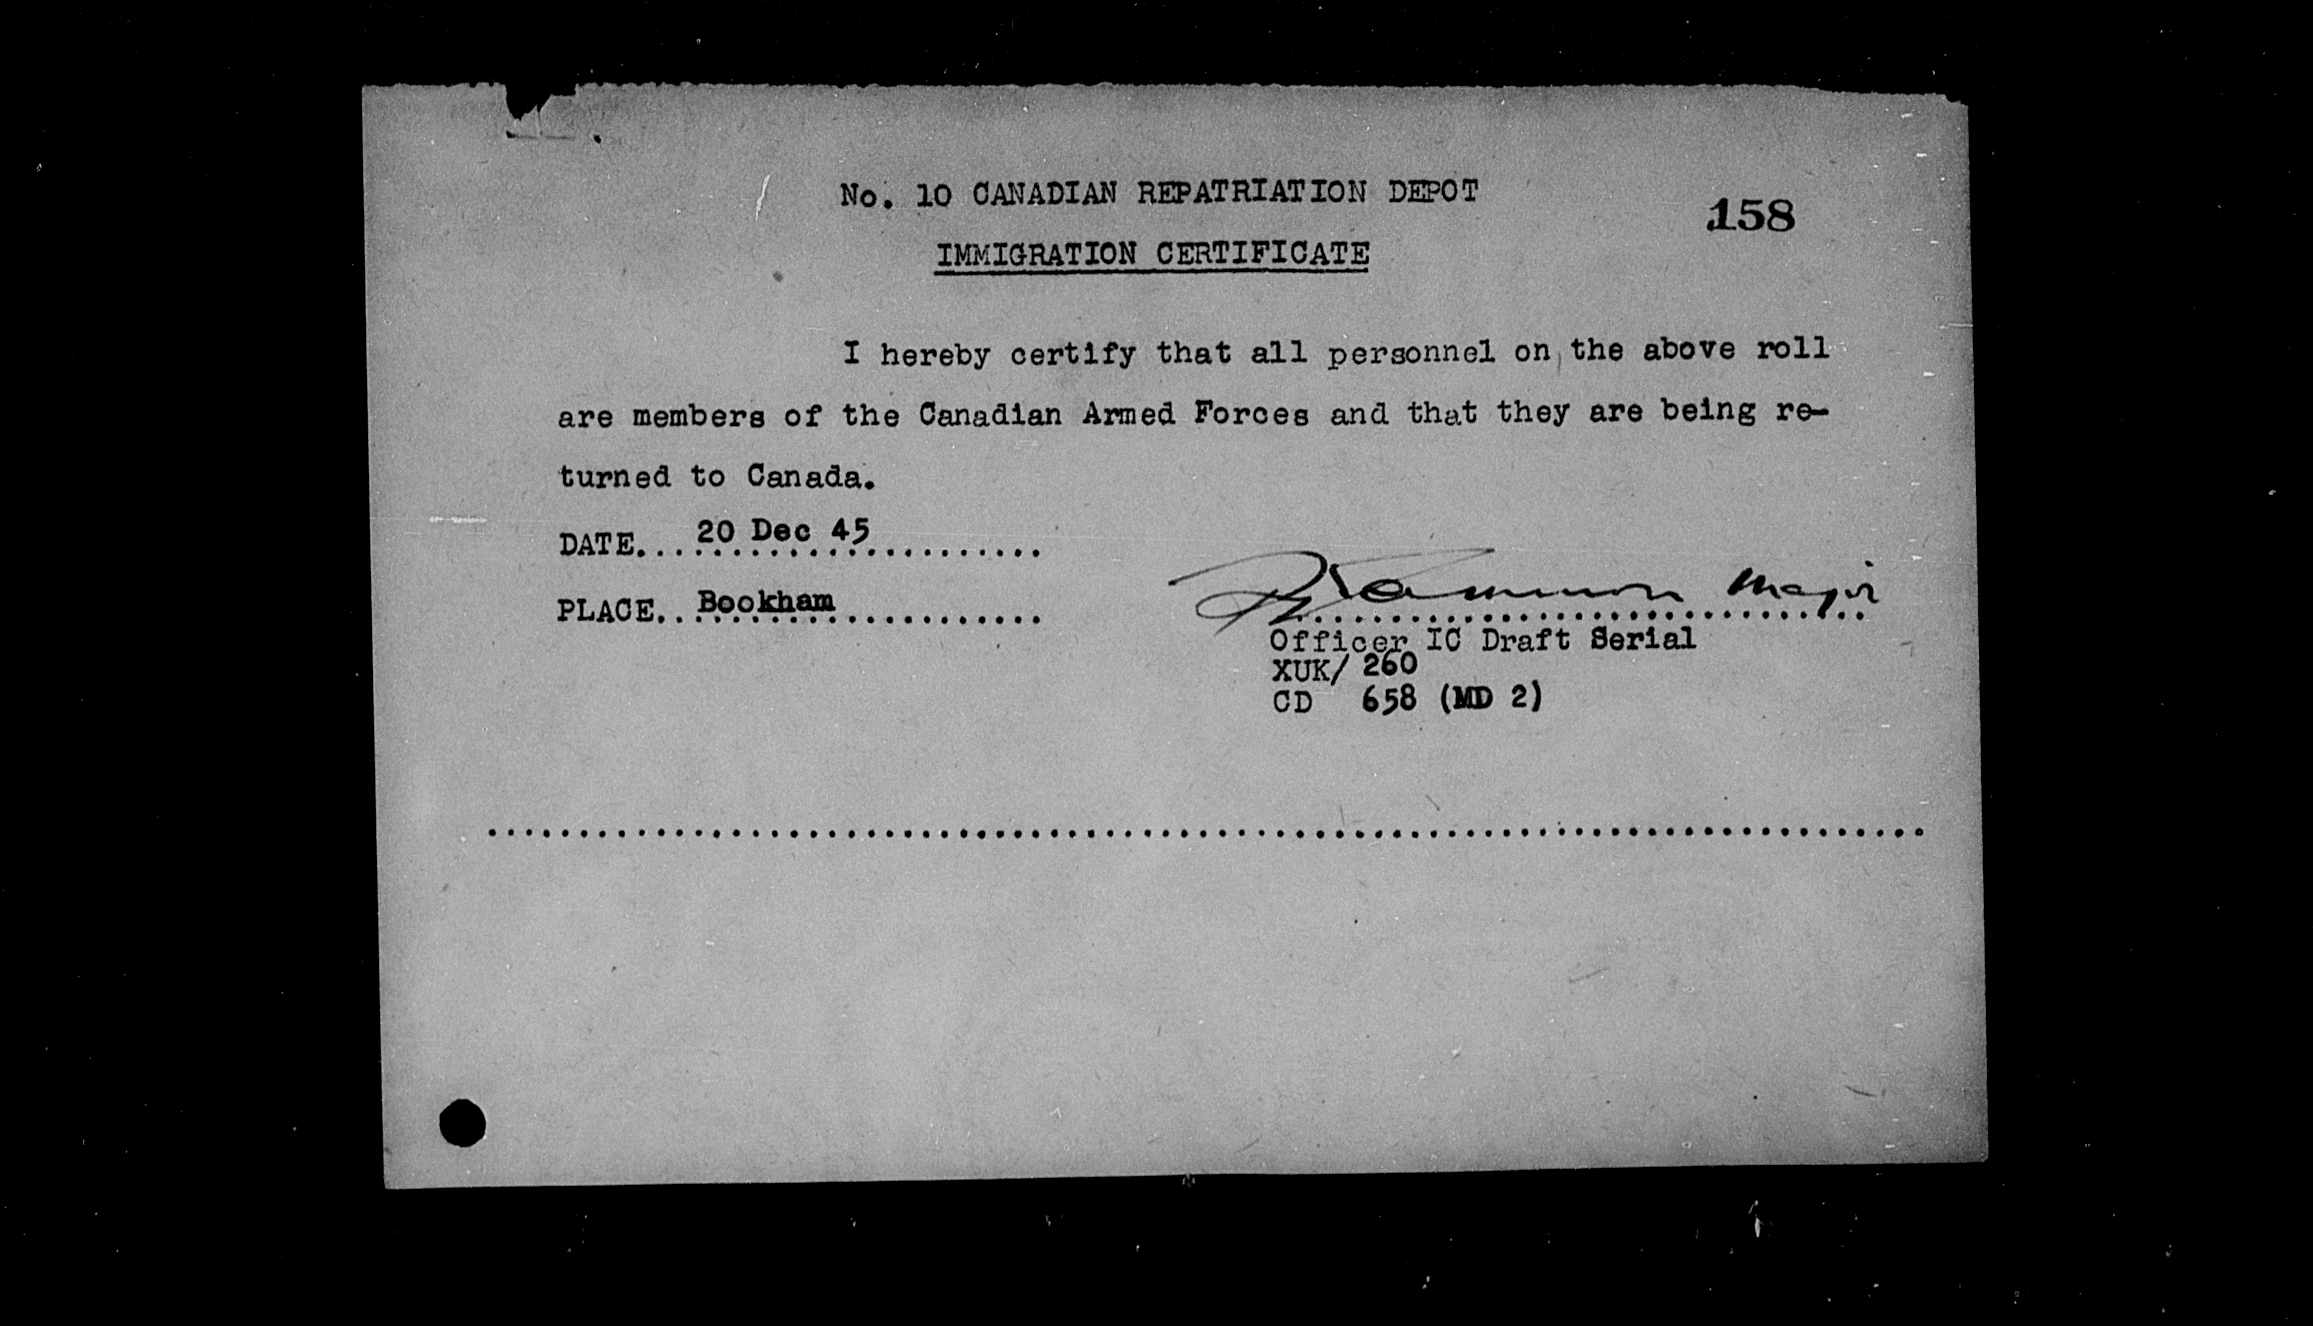 No. 10 CANADIAN REPATRIATION DEPOT
158
IMMIGRATION CERTIFICATE
I hereby certify that all personnel on the above roll
are members of the Canadian Armed Forces and that they are being re-
turned to Canada.
DATE... 20 Dec 45
PLACE.. Bookham
Major
Officer IC Draft Serial
XUK/ 260
CD 658 (MD 2)